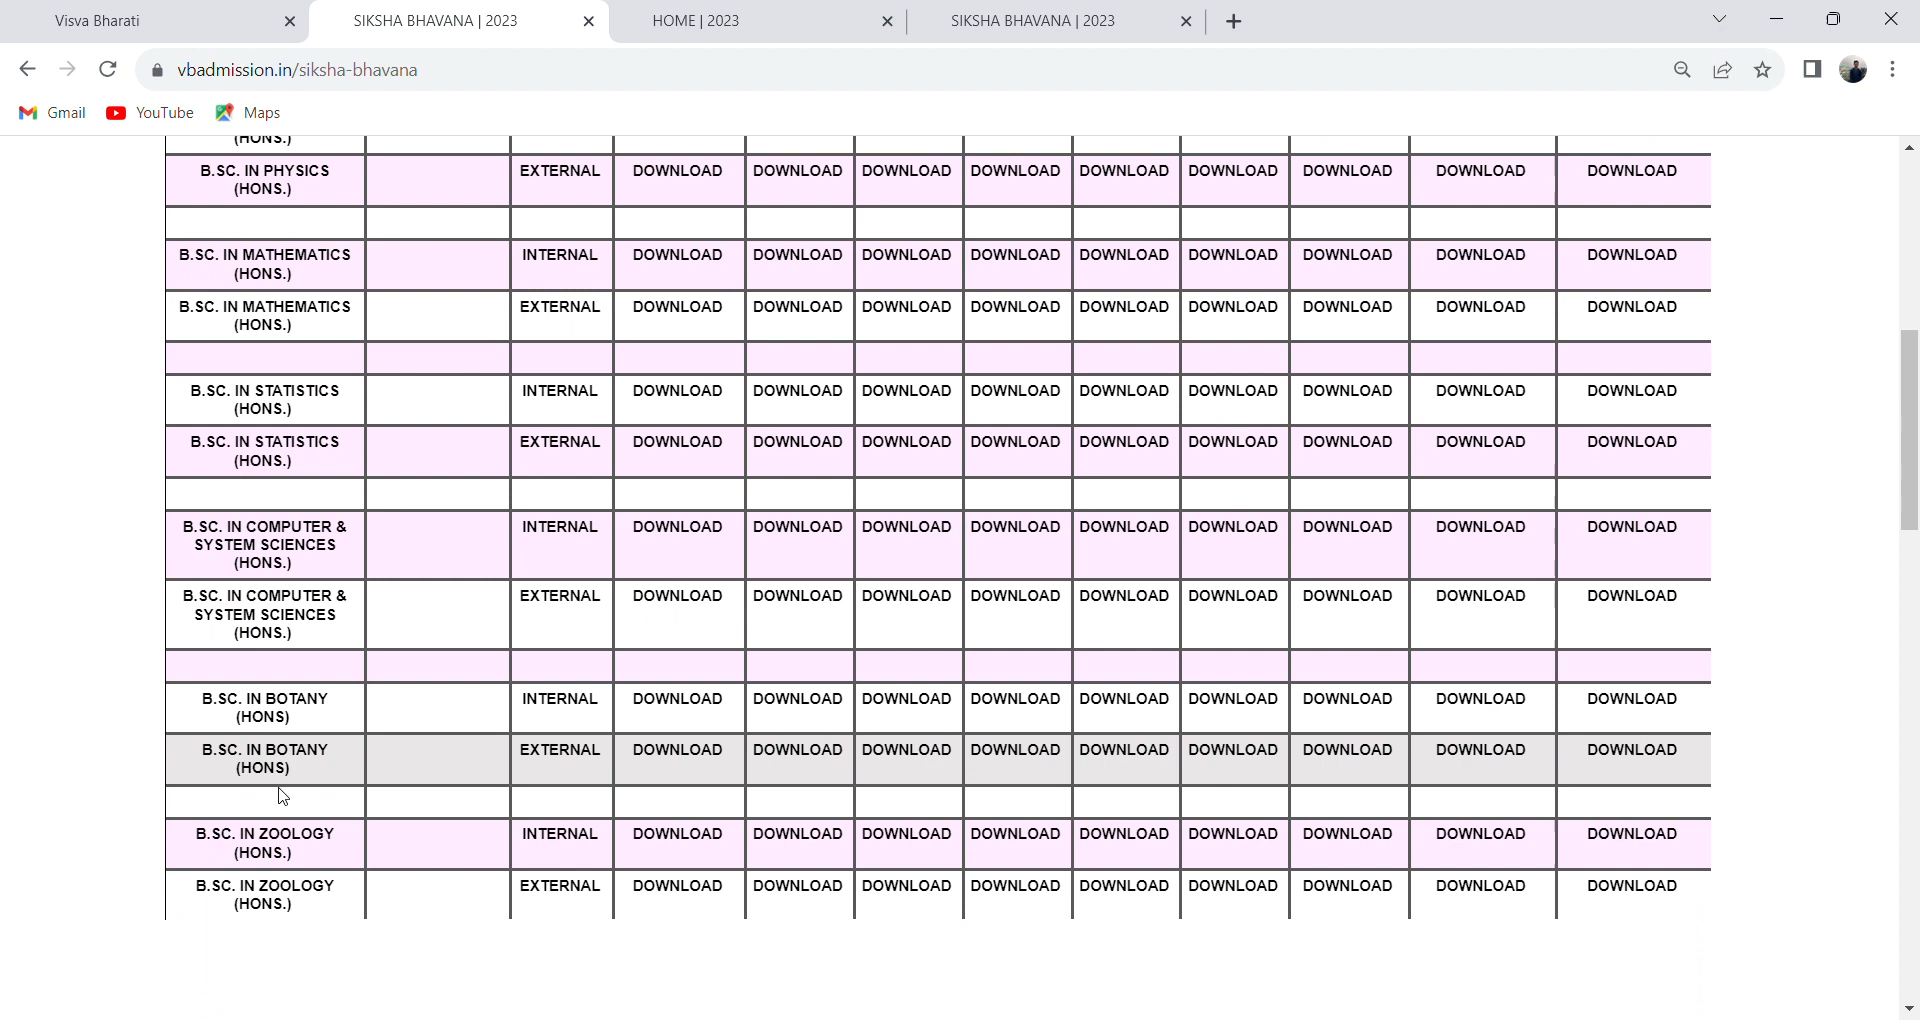 Visva Bharati
SIKSHA BHAVANA | 2023
HOME | 2023
SIKSHA BHAVANA | 2023
vbadmission.in/siksha-bhavana
Gmail
YouTube
Maps
(HONS.)
B.SC. IN PHYSICS
(HONS.)
EXTERNAL DOWNLOAD DOWNLOAD DOWNLOAD DOWNLOAD DOWNLOAD DOWNLOAD DOWNLOAD DOWNLOAD DOWNLOAD
B.SC. IN MATHEMATICS
(HONS.)
INTERNAL DOWNLOAD DOWNLOAD DOWNLOAD DOWNLOAD DOWNLOAD DOWNLOAD DOWNLOAD DOWNLOAD DOWNLOAD
B.SC. IN MATHEMATICS
(HONS.)
EXTERNAL DOWNLOAD DOWNLOAD DOWNLOAD DOWNLOAD DOWNLOAD DOWNLOAD DOWNLOAD DOWNLOAD DOWNLOAD
B.SC. IN STATISTICS
(HONS.)
INTERNAL DOWNLOAD DOWNLOAD DOWNLOAD DOWNLOAD DOWNLOAD DOWNLOAD DOWNLOAD DOWNLOAD DOWNLOAD
B.SC. IN STATISTICS
(HONS.)
EXTERNAL DOWNLOAD DOWNLOAD DOWNLOAD DOWNLOAD DOWNLOAD DOWNLOAD DOWNLOAD DOWNLOAD DOWNLOAD
B.SC. IN COMPUTER &
SYSTEM SCIENCES
(HONS.)
INTERNAL DOWNLOAD DOWNLOAD DOWNLOAD DOWNLOAD DOWNLOAD DOWNLOAD DOWNLOAD DOWNLOAD DOWNLOAD
B.SC. IN COMPUTER &
SYSTEM SCIENCES
(HONS.)
EXTERNAL DOWNLOAD DOWNLOAD DOWNLOAD DOWNLOAD DOWNLOAD DOWNLOAD DOWNLOAD DOWNLOAD DOWNLOAD
B.SC. IN BOTANY
(HONS)
INTERNAL DOWNLOAD DOWNLOAD DOWNLOAD DOWNLOAD DOWNLOAD DOWNLOAD DOWNLOAD DOWNLOAD DOWNLOAD
B.SC. IN BOTANY
(HONS)
EXTERNAL DOWNLOAD DOWNLOAD DOWNLOAD DOWNLOAD DOWNLOAD DOWNLOAD DOWNLOAD DOWNLOAD DOWNLOAD
B.SC. IN ZOOLOGY
(HONS.)
INTERNAL DOWNLOAD DOWNLOAD DOWNLOAD DOWNLOAD DOWNLOAD DOWNLOAD DOWNLOAD DOWNLOAD DOWNLOAD
B.SC. IN ZOOLOGY
(HONS.)
EXTERNAL DOWNLOAD DOWNLOAD DOWNLOAD DOWNLOAD DOWNLOAD DOWNLOAD DOWNLOAD DOWNLOAD DOWNLOAD